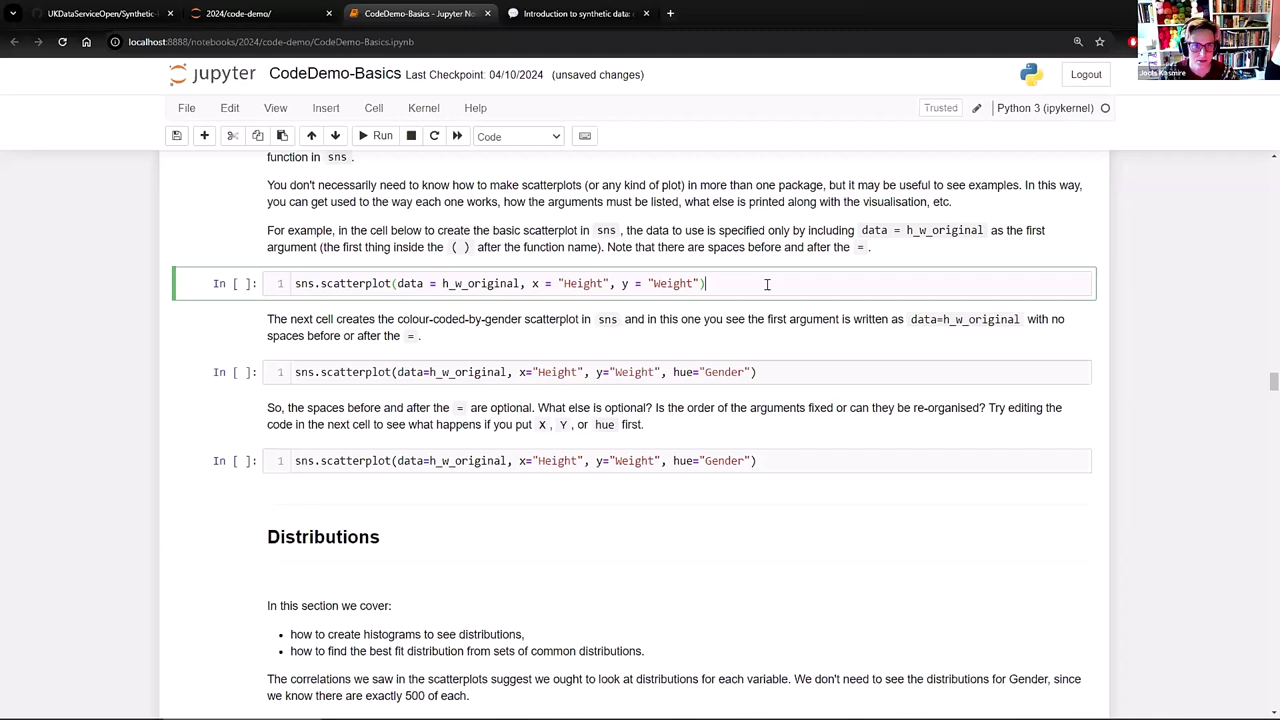 UKDataServiceOpen/Synthetic-
2024/code-demo/
CodeDemo-Basics - Jupyter No
Introduction to synthetic data:
localhost:8888/notebooks/2024/code-demo/CodeDemo-Basics.ipynb
Jools Kasmire
jupyter CodeDemo-Basics Last Checkpoint: 04/10/2024 (unsaved changes)
Logout
File Edit View Insert Cell Kernel Help
Trusted
Python 3 (ipykernel)
Run
Code
function in sns .
You don't necessarily need to know how to make scatterplots (or any kind of plot) in more than one package, but it may be useful to see examples. In this way,
you can get used to the way each one works, how the arguments must be listed, what else is printed along with the visualisation, etc.
For example, in the cell below to create the basic scatterplot in sns , the data to use is specified only by including data = h_w_original as the first
argument (the first thing inside the ( ) after the function name). Note that there are spaces before and after the = .
In [ ]: 1 sns.scatterplot(data = h_w_original, x = "Height", y = "Weight")
The next cell creates the colour-coded-by-gender scatterplot in sns and in this one you see the first argument is written as data=h_w_original with no
spaces before or after the = .
In [ ]: 1 sns.scatterplot(data=h_w_original, x="Height", y="Weight", hue="Gender")
So, the spaces before and after the = are optional. What else is optional? Is the order of the arguments fixed or can they be re-organised? Try editing the
code in the next cell to see what happens if you put X , Y , or hue first.
In [ ]: 1 sns.scatterplot(data=h_w_original, x="Height", y="Weight", hue="Gender")
Distributions
In this section we cover:
• how to create histograms to see distributions,
• how to find the best fit distribution from sets of common distributions.
The correlations we saw in the scatterplots suggest we ought to look at distributions for each variable. We don't need to see the distributions for Gender, since
we know there are exactly 500 of each.